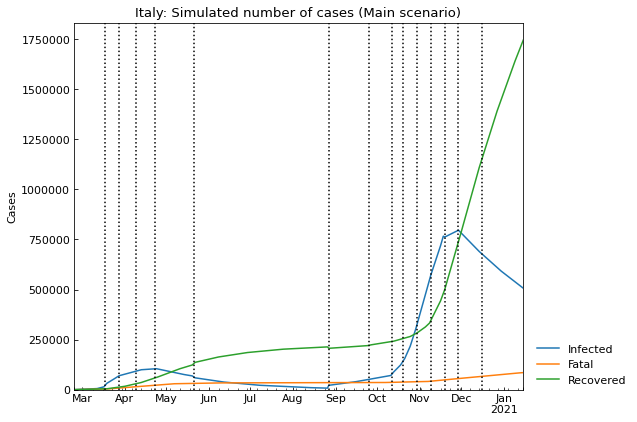 Italy: Simulated number of cases (Main scenario)
Cases
1750000
1500000
1250000
1000000
750000
500000
250000
0
Mar Apr May Jun Jul Aug Sep Oct Nov Dec Jan
2021
Infected
Fatal
Recovered